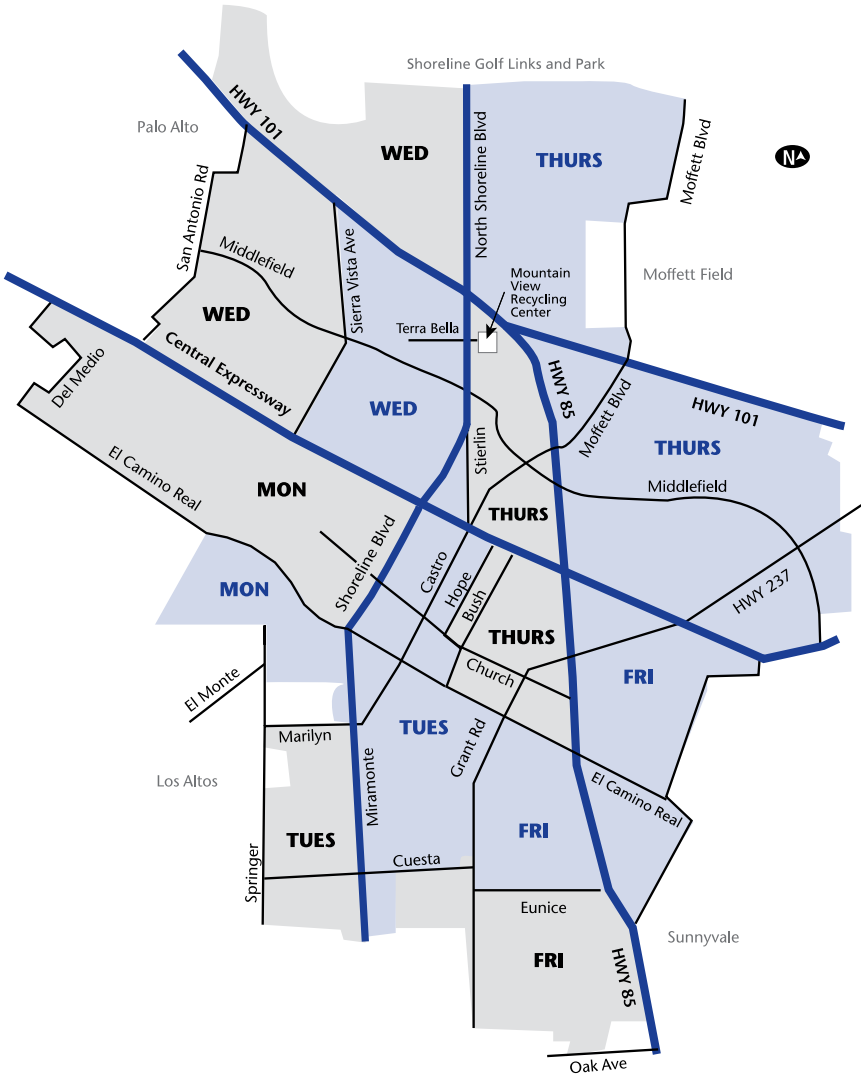 Shoreline Golf Links and Park
HWY 101
Palo Alto
WED
North Shoreline Blvd
THURS
Moffett Blvd
N
San Antonio Rd
Middlefield
Sierra Vista Ave
Mountain
View
Recycling
Center
Moffett Field
WED
Terra Bella
Central Expressway
Del Medio
WED
HWY 85
Moffett Blvd
HWY 101
THURS
El Camino Real
Stierlin
MON
Middlefield
THURS
Shoreline Blvd
Castro
Hope
Bush
MON
HWY 237
THURS
Church
FRI
El Monte
Marilyn
TUES
Grant Rd
Los Altos
Miramonte
El Camino Real
TUES
FRI
Springer
Cuesta
Eunice
Sunnyvale
FRI
HWY 85
Oak Ave